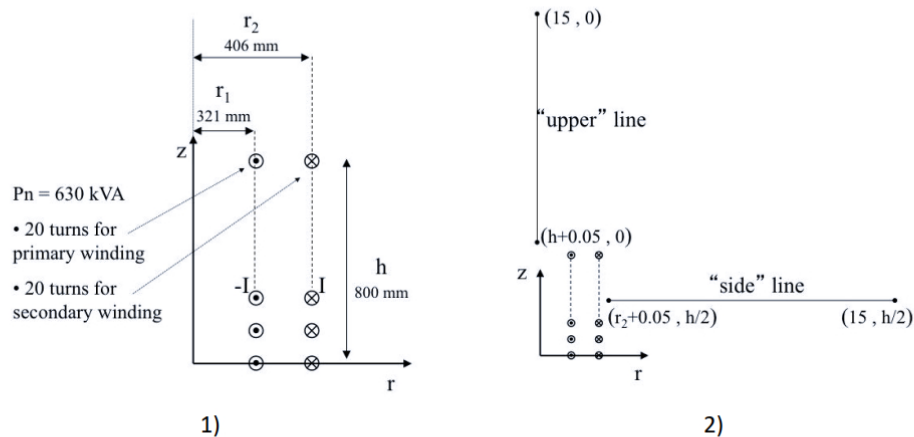 r2
406 mm
r1
321 mm
z
Pn = 630 kVA
• 20 turns for
primary winding
• 20 turns for
secondary winding
-I
I
h
800 mm
r
1)
(15 , 0)
“upper” line
(h+0.05 , 0)
z
“side” line
(r2+0.05 , h/2)
(15, h/2)
r
2)